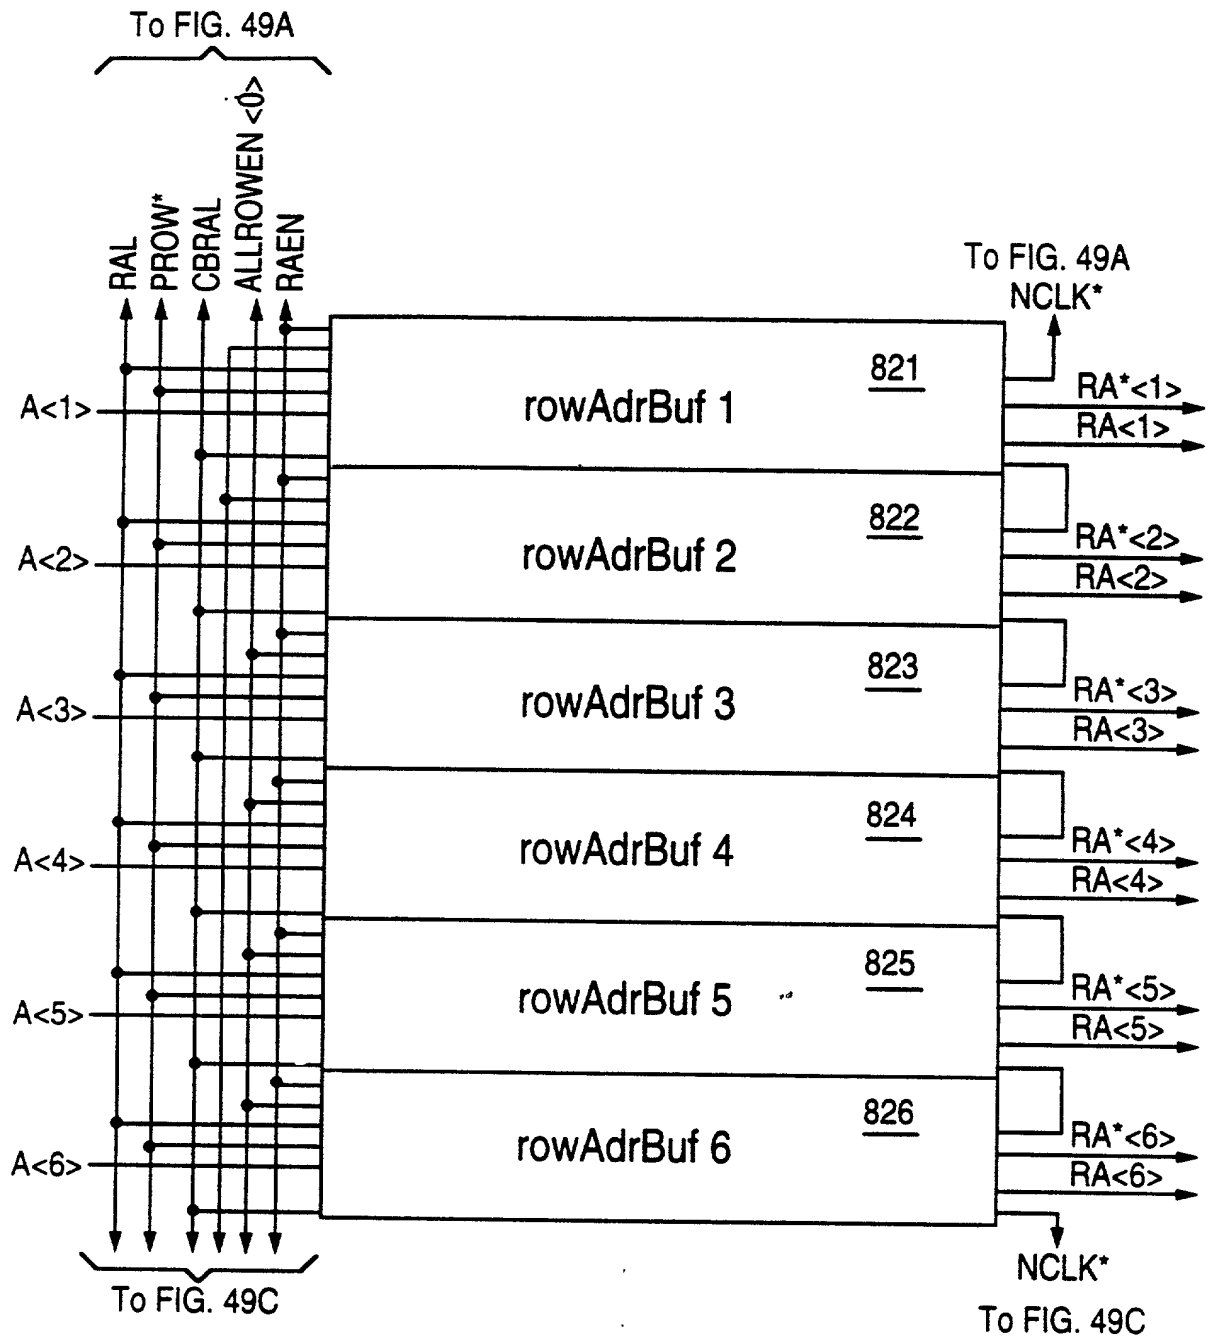 To FIG. 49A
RAL
PROW*
CBRAL
ALLROWEN <0>
RAEN
To FIG. 49A
NCLK*
A<1>
rowAdrBuf 1
821
RA*<1>
RA<1>
A<2>
rowAdrBuf 2
822
RA*<2>
RA<2>
A<3>
rowAdrBuf 3
823
RA*<3>
RA<3>
A<4>
rowAdrBuf 4
824
RA*<4>
RA<4>
A<5>
rowAdrBuf 5
825
RA*<5>
RA<5>
A<6>
rowAdrBuf 6
826
RA*<6>
RA<6>
To FIG. 49C
NCLK*
To FIG. 49C